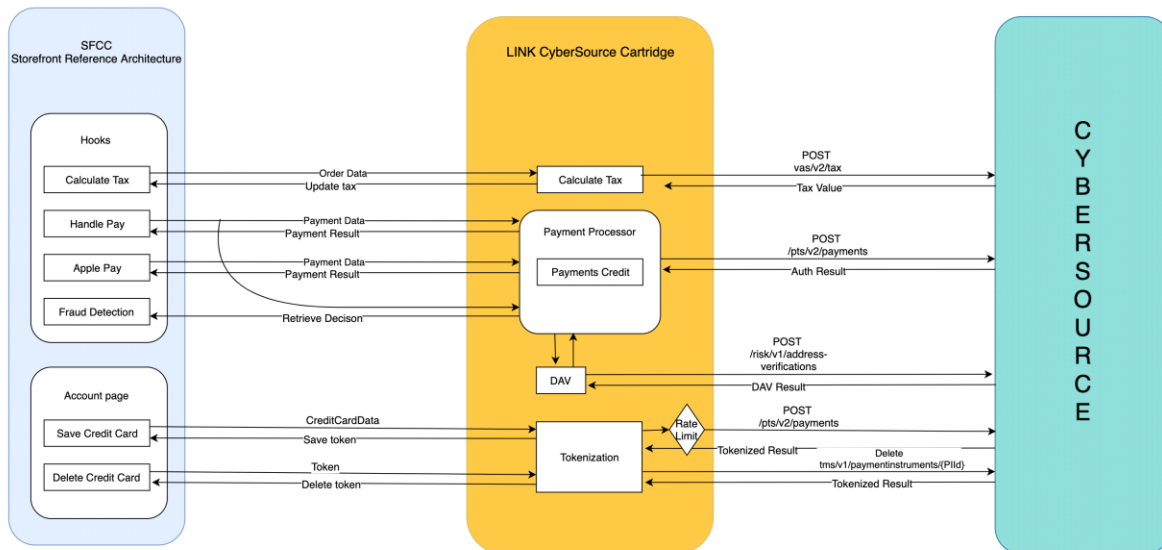 SFCC
Storefront Reference Architecture
LINK CyberSource Cartridge
CYBERSOURCE
Hooks
Calculate Tax
Order Data
Update tax
Calculate Tax
POST
vas/v2/tax
Tax Value
Handle Pay
Payment Data
Payment Result
Payment Processor
Apple Pay
Payment Data
Payment Result
Payments Credit
POST
/pts/v2/payments
Auth Result
Fraud Detection
Retrieve Decison
POST
/risk/v1/address-
verifications
DAV
DAV Result
Account page
Save Credit Card
CreditCardData
Save token
Tokenization
Rate
Limit
POST
/pts/v2/payments
Tokenized Result
Delete Credit Card
Token
Delete token
Delete
tms/v1/paymentinstruments/{PIId}
Tokenized Result